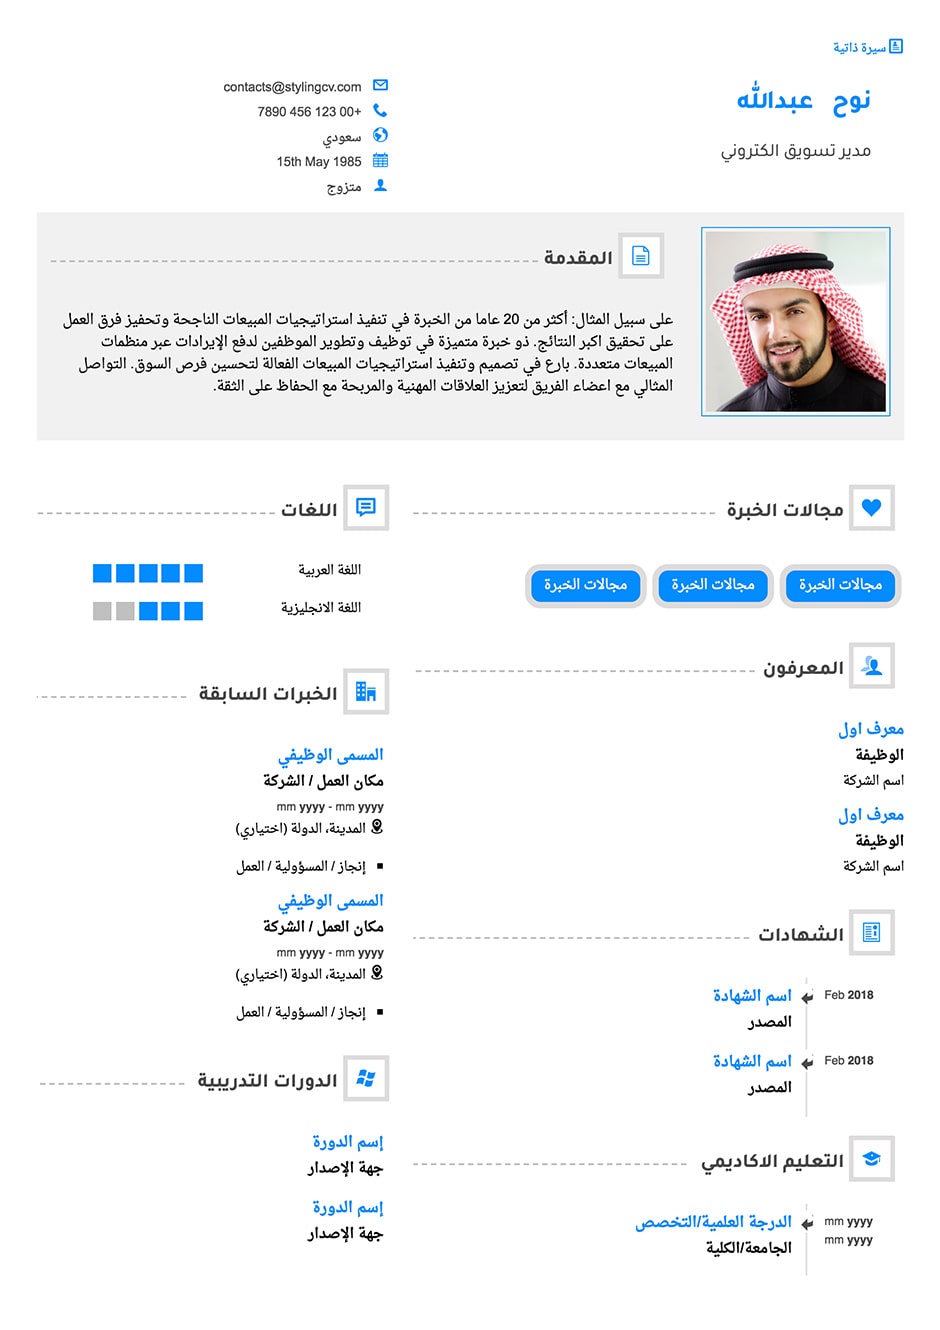 سيرة ذاتية
نوح عبدالله
مدير تسويق الكتروني
contacts@stylingcv.com
+00 123 456 7890
سعودي
15th May 1985
متزوج
المقدمة
على سبيل المثال: أكثر من 20 عاما من الخبرة في تنفيذ استراتيجيات المبيعات الناجحة وتحفيز فرق العمل
على تحقيق اكبر النتائج. ذو خبرة متميزة في توظيف وتطوير الموظفين لدفع الإيرادات عبر منظمات
المبيعات متعددة. بارع في تصميم وتنفيذ استراتيجيات المبيعات الفعالة لتحسين فرص السوق. التواصل
المثالي مع اعضاء الفريق لتعزيز العلاقات المهنية والمربحة مع الحفاظ على الثقة.
مجالات الخبرة
مجالات الخبرة
مجالات الخبرة
مجالات الخبرة
المعرفون
معرف اول
الوظيفة
اسم الشركة
معرف اول
الوظيفة
اسم الشركة
الشهادات
Feb 2018
اسم الشهادة
المصدر
Feb 2018
اسم الشهادة
المصدر
التعليم الاكاديمي
mm yyyy
mm yyyy
الدرجة العلمية/التخصص
الجامعة/الكلية
اللغات
اللغة العربية
اللغة الانجليزية
الخبرات السابقة
المسمى الوظيفي
مكان العمل / الشركة
mm yyyy - mm yyyy
المدينة، الدولة (اختياري)
▪ إنجاز / المسؤولية / العمل
المسمى الوظيفي
مكان العمل / الشركة
mm yyyy - mm yyyy
المدينة، الدولة (اختياري)
▪ إنجاز / المسؤولية / العمل
الدورات التدريبية
إسم الدورة
جهة الإصدار
إسم الدورة
جهة الإصدار